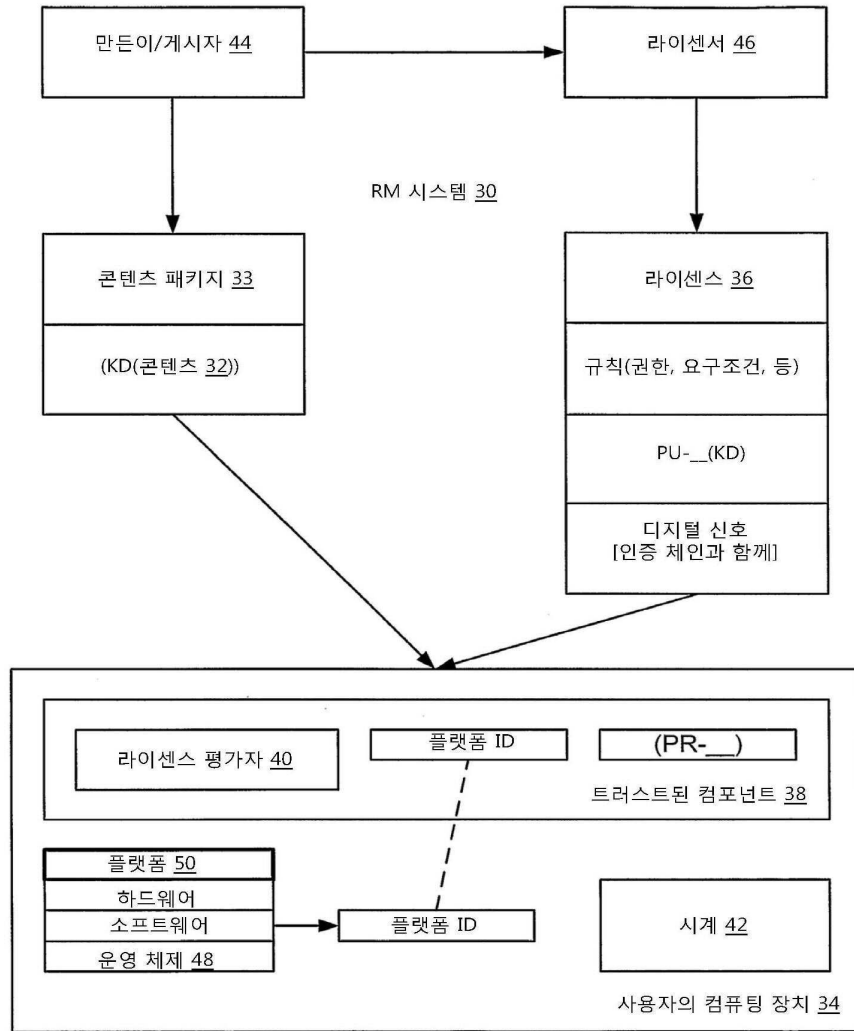 만든이/게시자 44
라이센서 46
RM 시스템 30
콘텐츠 패키지 33
(KD(콘텐츠 32))
라이센스 36
규칙(권한, 요구조건, 등)
PU-__(KD)
디지털 신호
[인증 체인과 함께]
라이센스 평가자 40
플랫폼 ID
(PR-__)
트러스트된 컴포넌트 38
플랫폼 50
하드웨어
소프트웨어
운영 체제 48
플랫폼 ID
시계 42
사용자의 컴퓨팅 장치 34